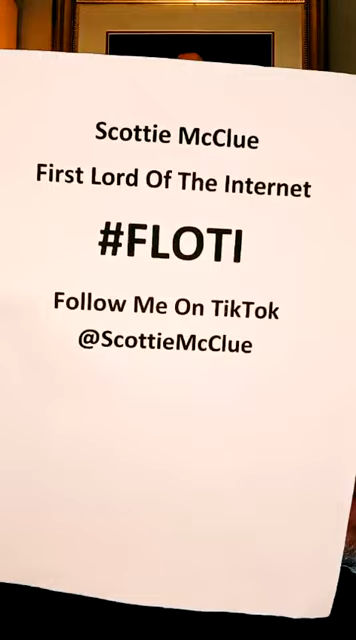 Scottie McClue
First Lord Of The Internet
#FLOTI
Follow Me On TikTok
@ScottieMcClue